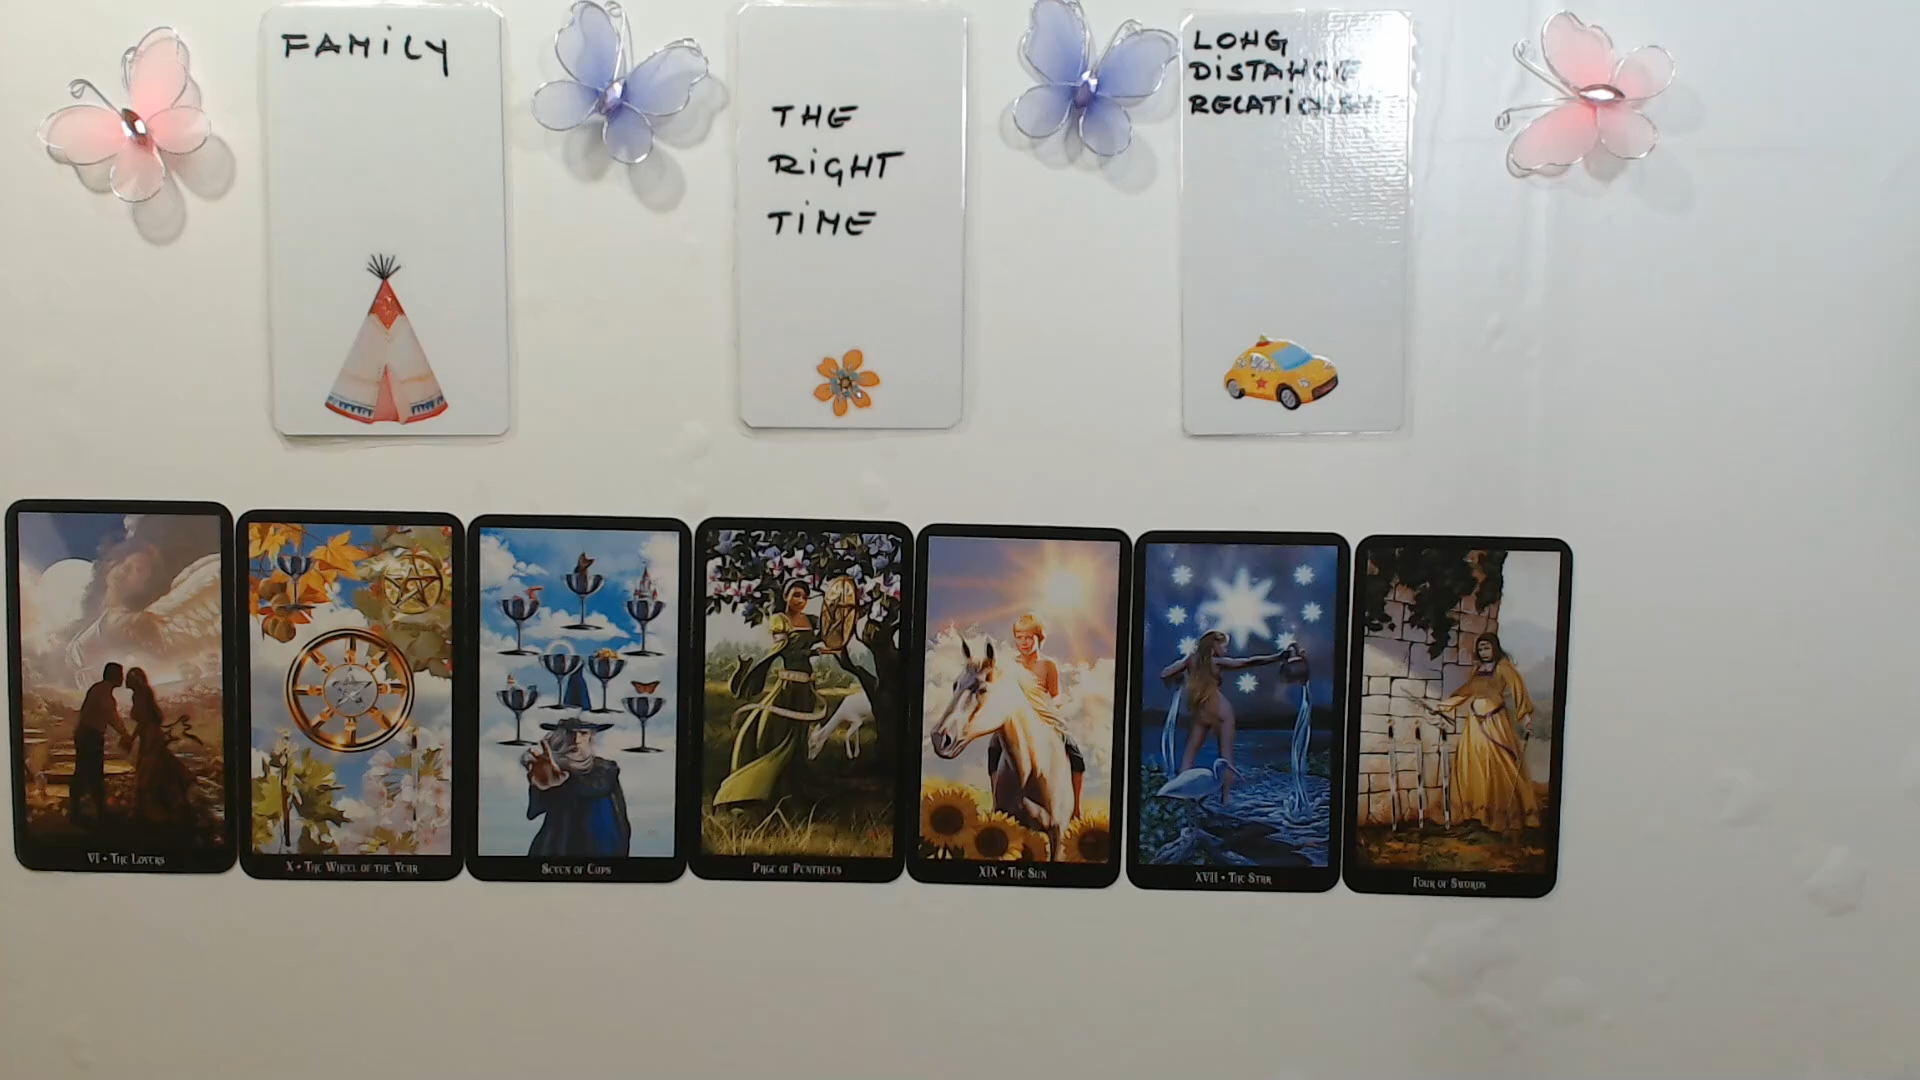 FAMiLY
THE
RiGHT
TiME
LONG
DiSTANCE
VI • The Lovers
X • The Wheel of the Year
Seven of Cups
Page of Pentacles
XIX • The Sun
XVII • The Star
Four of Swords